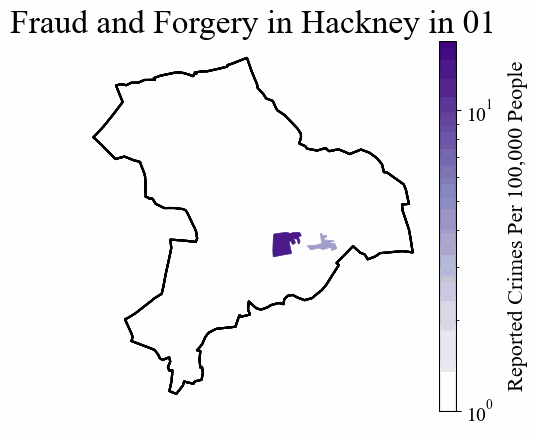 Fraud and Forgery in Hackney in 01
10^1
Reported Crimes Per 100,000 People
10^0